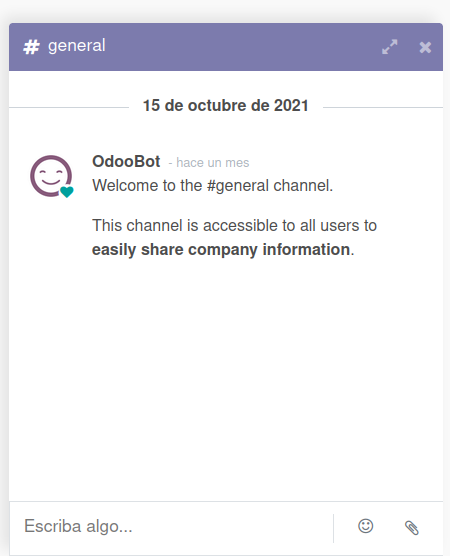 # general
15 de octubre de 2021
OdooBot - hace un mes
Welcome to the #general channel.
This channel is accessible to all users to
easily share company information.
Escriba algo...